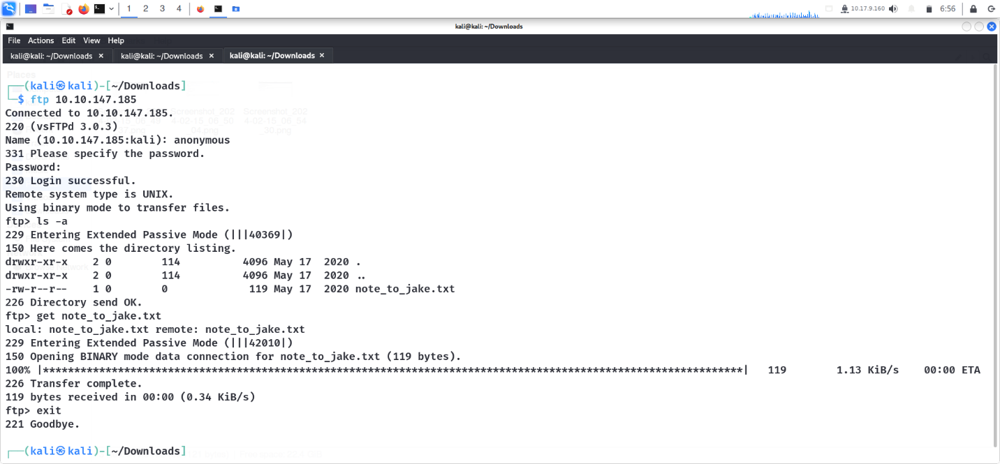 1 2 3 4 10.17.9.160 6:56
kali@kali: ~/Downloads
File Actions Edit View Help
kali@kali: ~/Downloads × kali@kali: ~/Downloads × kali@kali: ~/Downloads ×
Places
┌──(kali㉿kali)-[~/Downloads]
└─$ ftp 10.10.147.185
Connected to 10.10.147.185.
220 (vsFTPd 3.0.3)
Name (10.10.147.185:kali): anonymous
331 Please specify the password.
Password:
230 Login successful.
Remote system type is UNIX.
Using binary mode to transfer files.
ftp> ls -a
229 Entering Extended Passive Mode (|||40369|)
150 Here comes the directory listing.
drwxr-xr-x    2 0        114          4096 May 17  2020 .
drwxr-xr-x    2 0        114          4096 May 17  2020 ..
-rw-r--r--    1 0        0             119 May 17  2020 note_to_jake.txt
226 Directory send OK.
ftp> get note_to_jake.txt
local: note_to_jake.txt remote: note_to_jake.txt
229 Entering Extended Passive Mode (|||42010|)
150 Opening BINARY mode data connection for note_to_jake.txt (119 bytes).
100% |****************************************************************************************************************| 119 1.13 KiB/s 00:00 ETA
226 Transfer complete.
119 bytes received in 00:00 (0.34 KiB/s)
ftp> exit
221 Goodbye.
┌──(kali㉿kali)-[~/Downloads]